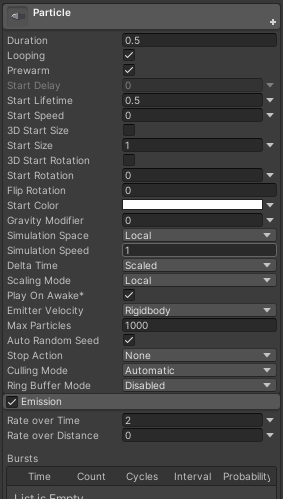 Particle
Duration 0.5
Looping
Prewarm
Start Delay 0
Start Lifetime 0.5
Start Speed 0
3D Start Size
Start Size 1
3D Start Rotation
Start Rotation 0
Flip Rotation 0
Start Color
Gravity Modifier 0
Simulation Space Local
Simulation Speed 1
Delta Time Scaled
Scaling Mode Local
Play On Awake*
Emitter Velocity Rigidbody
Max Particles 1000
Auto Random Seed
Stop Action None
Culling Mode Automatic
Ring Buffer Mode Disabled
Emission
Rate over Time 2
Rate over Distance 0
Bursts
Time Count Cycles Interval Probability
List is Empty